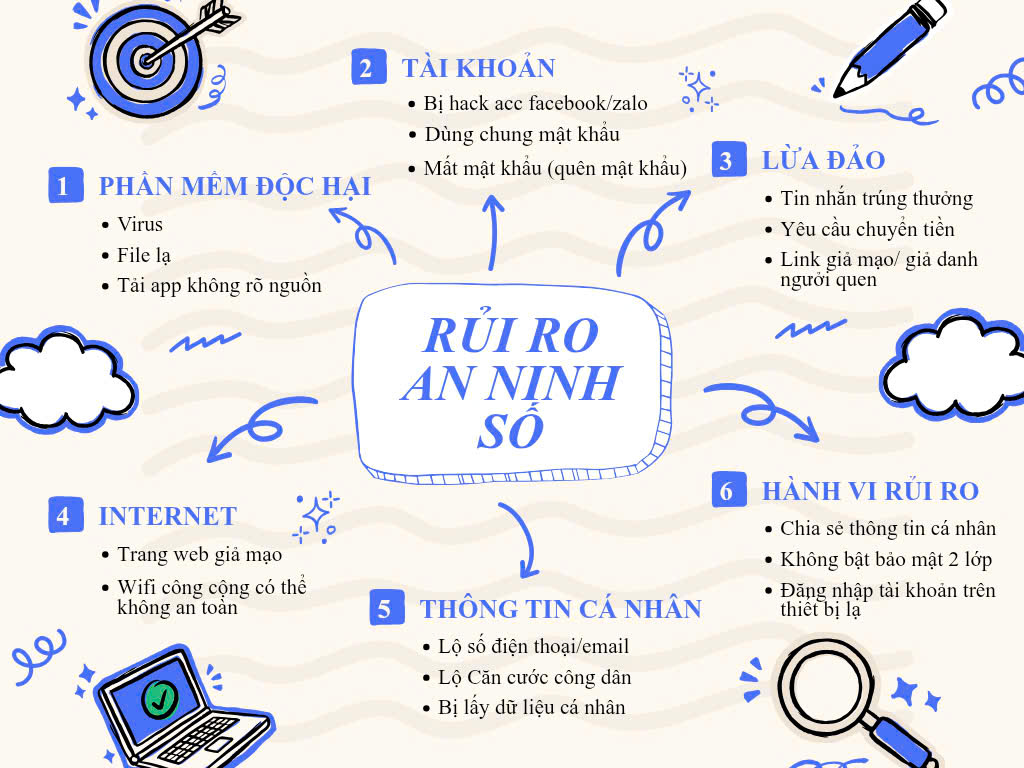 2 TÀI KHOẢN
Bị hack acc facebook/zalo
Dùng chung mật khẩu
Mất mật khẩu (quên mật khẩu)
1 PHẦN MỀM ĐỘC HẠI
Virus
File lạ
Tải app không rõ nguồn
3 LỪA ĐẢO
Tin nhắn trúng thưởng
Yêu cầu chuyển tiền
Link giả mạo/ giả danh
người quen
RỦI RO
AN NINH
SỐ
4 INTERNET
Trang web giả mạo
Wifi công cộng có thể
không an toàn
5 THÔNG TIN CÁ NHÂN
Lộ số điện thoại/email
Lộ Căn cước công dân
Bị lấy dữ liệu cá nhân
6 HÀNH VI RỦI RO
Chia sẻ thông tin cá nhân
Không bật bảo mật 2 lớp
Đăng nhập tài khoản trên
thiết bị lạ